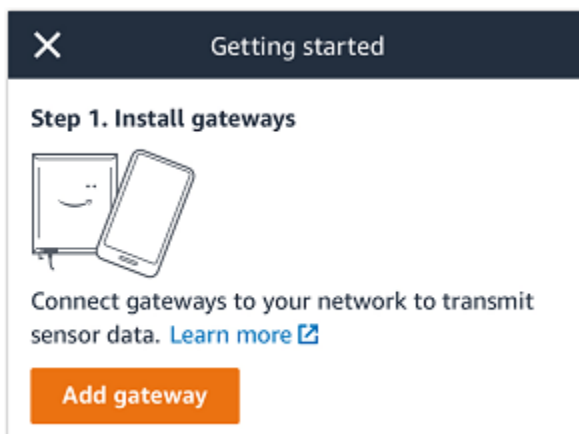 Getting started
Step 1. Install gateways
Connect gateways to your network to transmit
sensor data. Learn more
Add gateway